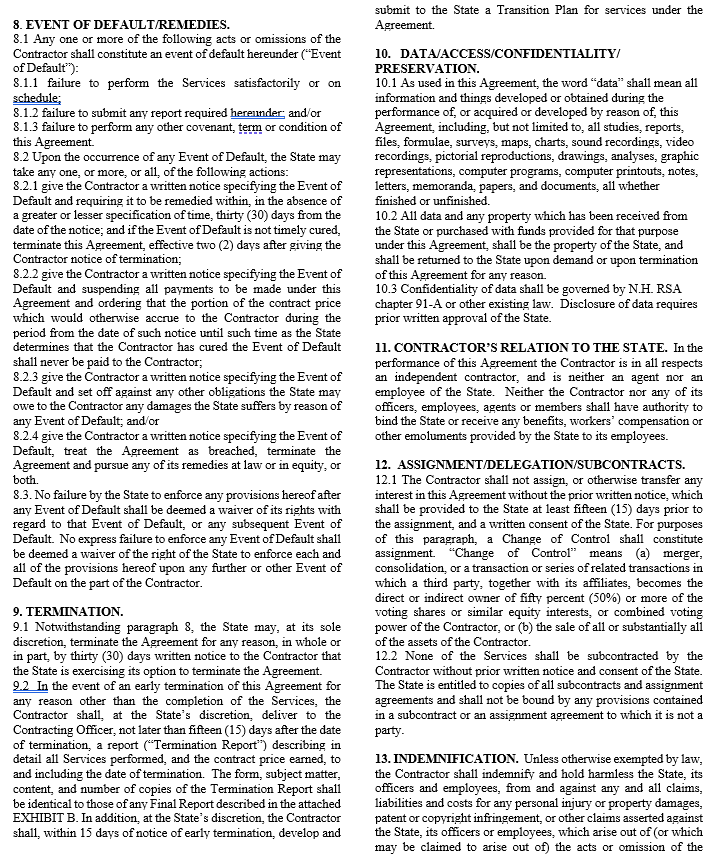 8. EVENT OF DEFAULT/REMEDIES.
8.1 Any one or more of the following acts or omissions of the
Contractor shall constitute an event of default hereunder (“Event
of Default”):
8.1.1 failure to perform the Services satisfactorily or on
schedule;
8.1.2 failure to submit any report required hereunder; and/or
8.1.3 failure to perform any other covenant, term or condition of
this Agreement.
8.2 Upon the occurrence of any Event of Default, the State may
take any one, or more, or all, of the following actions:
8.2.1 give the Contractor a written notice specifying the Event of
Default and requiring it to be remedied within, in the absence of
a greater or lesser specification of time, thirty (30) days from the
date of the notice; and if the Event of Default is not timely cured,
terminate this Agreement, effective two (2) days after giving the
Contractor notice of termination;
8.2.2 give the Contractor a written notice specifying the Event of
Default and suspending all payments to be made under this
Agreement and ordering that the portion of the contract price
which would otherwise accrue to the Contractor during the
period from the date of such notice until such time as the State
determines that the Contractor has cured the Event of Default
shall never be paid to the Contractor;
8.2.3 give the Contractor a written notice specifying the Event of
Default and set off against any other obligations the State may
owe to the Contractor any damages the State suffers by reason of
any Event of Default; and/or
8.2.4 give the Contractor a written notice specifying the Event of
Default, treat the Agreement as breached, terminate the
Agreement and pursue any of its remedies at law or in equity, or
both.
8.3. No failure by the State to enforce any provisions hereof after
any Event of Default shall be deemed a waiver of its rights with
regard to that Event of Default, or any subsequent Event of
Default. No express failure to enforce any Event of Default shall
be deemed a waiver of the right of the State to enforce each and
all of the provisions hereof upon any further or other Event of
Default on the part of the Contractor.
9. TERMINATION.
9.1 Notwithstanding paragraph 8, the State may, at its sole
discretion, terminate the Agreement for any reason, in whole or
in part, by thirty (30) days written notice to the Contractor that
the State is exercising its option to terminate the Agreement.
9.2 In the event of an early termination of this Agreement for
any reason other than the completion of the Services, the
Contractor shall, at the State’s discretion, deliver to the
Contracting Officer, not later than fifteen (15) days after the date
of termination, a report (“Termination Report”) describing in
detail all Services performed, and the contract price earned, to
and including the date of termination. The form, subject matter,
content, and number of copies of the Termination Report shall
be identical to those of any Final Report described in the attached
EXHIBIT B. In addition, at the State’s discretion, the Contractor
shall, within 15 days of notice of early termination, develop and
submit to the State a Transition Plan for services under the
Agreement.
10. DATA/ACCESS/CONFIDENTIALITY/
PRESERVATION.
10.1 As used in this Agreement, the word “data” shall mean all
information and things developed or obtained during the
performance of, or acquired or developed by reason of, this
Agreement, including, but not limited to, all studies, reports,
files, formulae, surveys, maps, charts, sound recordings, video
recordings, pictorial reproductions, drawings, analyses, graphic
representations, computer programs, computer printouts, notes,
letters, memoranda, papers, and documents, all whether
finished or unfinished.
10.2 All data and any property which has been received from
the State or purchased with funds provided for that purpose
under this Agreement, shall be the property of the State, and
shall be returned to the State upon demand or upon termination
of this Agreement for any reason.
10.3 Confidentiality of data shall be governed by N.H. RSA
chapter 91-A or other existing law. Disclosure of data requires
prior written approval of the State.
11. CONTRACTOR’S RELATION TO THE STATE. In the
performance of this Agreement the Contractor is in all respects
an independent contractor, and is neither an agent nor an
employee of the State. Neither the Contractor nor any of its
officers, employees, agents or members shall have authority to
bind the State or receive any benefits, workers’ compensation or
other emoluments provided by the State to its employees.
12. ASSIGNMENT/DELEGATION/SUBCONTRACTS.
12.1 The Contractor shall not assign, or otherwise transfer any
interest in this Agreement without the prior written notice, which
shall be provided to the State at least fifteen (15) days prior to
the assignment, and a written consent of the State. For purposes
of this paragraph, a Change of Control shall constitute
assignment. “Change of Control” means (a) merger,
consolidation, or a transaction or series of related transactions in
which a third party, together with its affiliates, becomes the
direct or indirect owner of fifty percent (50%) or more of the
voting shares or similar equity interests, or combined voting
power of the Contractor, or (b) the sale of all or substantially all
of the assets of the Contractor.
12.2 None of the Services shall be subcontracted by the
Contractor without prior written notice and consent of the State.
The State is entitled to copies of all subcontracts and assignment
agreements and shall not be bound by any provisions contained
in a subcontract or an assignment agreement to which it is not a
party.
13. INDEMNIFICATION. Unless otherwise exempted by law,
the Contractor shall indemnify and hold harmless the State, its
officers and employees, from and against any and all claims,
liabilities and costs for any personal injury or property damages,
patent or copyright infringement, or other claims asserted against
the State, its officers or employees, which arise out of (or which
may be claimed to arise out of) the acts or omission of the